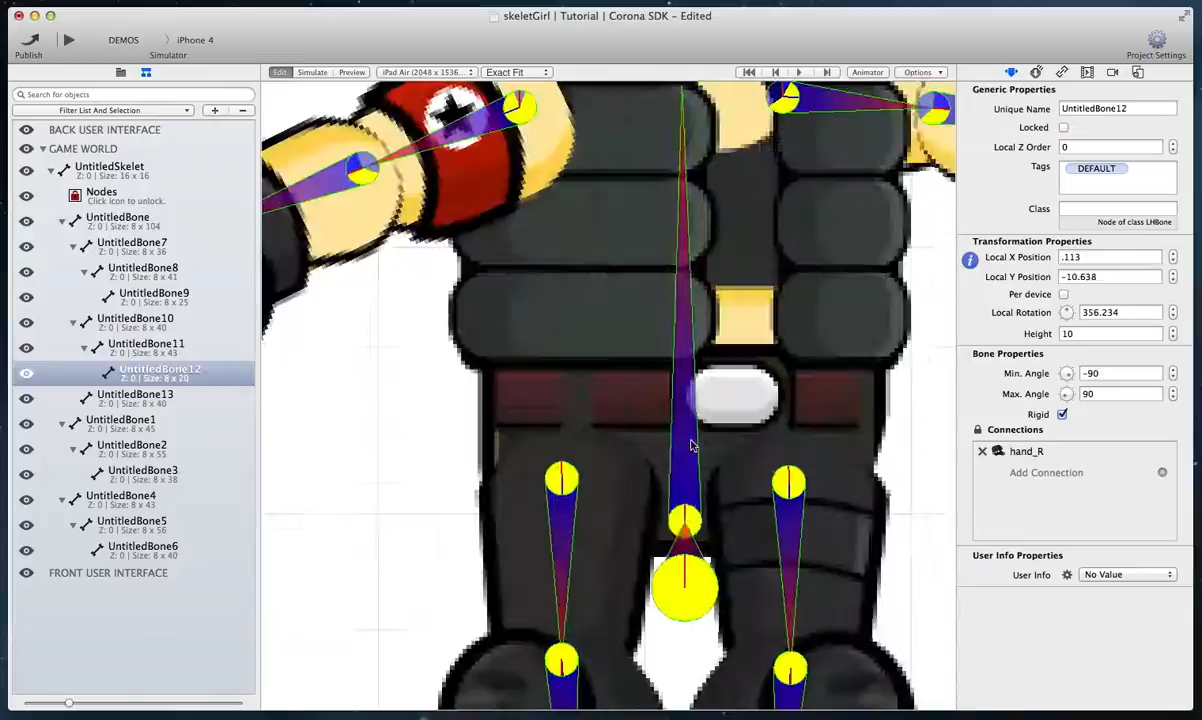 skeletGirl | Tutorial | Corona SDK - Edited
DEMOS
iPhone 4
Publish
Simulator
Project Settings
Edit
Simulate
Preview
iPad Air (2048 x 1536...
Exact Fit
Animator
Options
Search for objects
Filter List And Selection
BACK USER INTERFACE
GAME WORLD
UntitledSkelet
Z: 0 | Size: 16 x 16
Nodes
Click icon to unlock.
UntitledBone
Z: 0 | Size: 8 x 104
UntitledBone7
Z: 0 | Size: 8 x 36
UntitledBone8
Z: 0 | Size: 8 x 41
UntitledBone9
Z: 0 | Size: 8 x 25
UntitledBone10
Z: 0 | Size: 8 x 40
UntitledBone11
Z: 0 | Size: 8 x 43
UntitledBone12
Z: 0 | Size: 8 x 20
UntitledBone13
Z: 0 | Size: 8 x 40
UntitledBone1
Z: 0 | Size: 8 x 45
UntitledBone2
Z: 0 | Size: 8 x 55
UntitledBone3
Z: 0 | Size: 8 x 38
UntitledBone4
Z: 0 | Size: 8 x 43
UntitledBone5
Z: 0 | Size: 8 x 56
UntitledBone6
Z: 0 | Size: 8 x 40
FRONT USER INTERFACE
Generic Properties
Unique Name UntitledBone12
Locked
Local Z Order 0
Tags DEFAULT
Class
Node of class LHBone
Transformation Properties
Local X Position .113
Local Y Position -10.638
Per device
Local Rotation 356.234
Height 10
Bone Properties
Min. Angle -90
Max. Angle 90
Rigid
Connections
hand_R
Add Connection
User Info Properties
User Info No Value